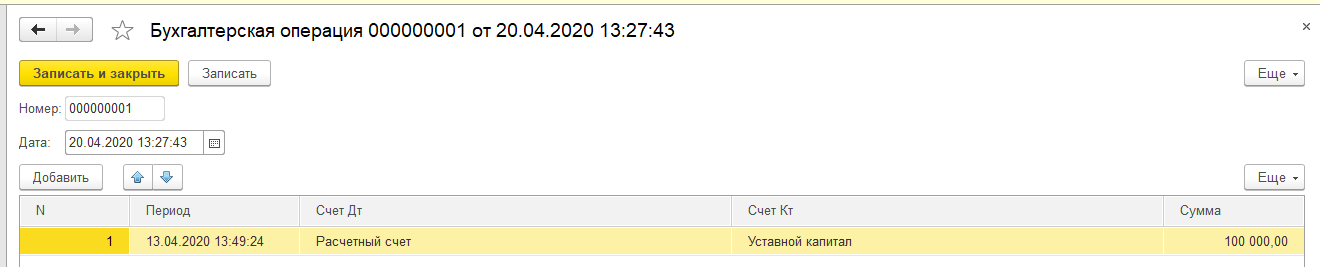 Бухгалтерская операция 000000001 от 20.04.2020 13:27:43
Записать и закрыть Записать Еще
Номер: 000000001
Дата: 20.04.2020 13:27:43
Добавить Еще
N Период Счет Дт Счет Кт Сумма
1 13.04.2020 13:49:24 Расчетный счет Уставной капитал 100 000,00